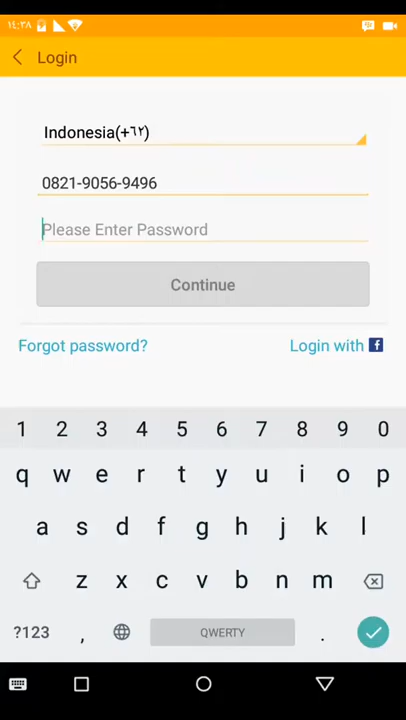 ١٤:٣٨
Login
Indonesia(+٦٢)
0821-9056-9496
Please Enter Password
Continue
Forgot password?
Login with f
1 2 3 4 5 6 7 8 9 0
q w e r t y u i o p
a s d f g h j k l
z x c v b n m
?123 , QWERTY .